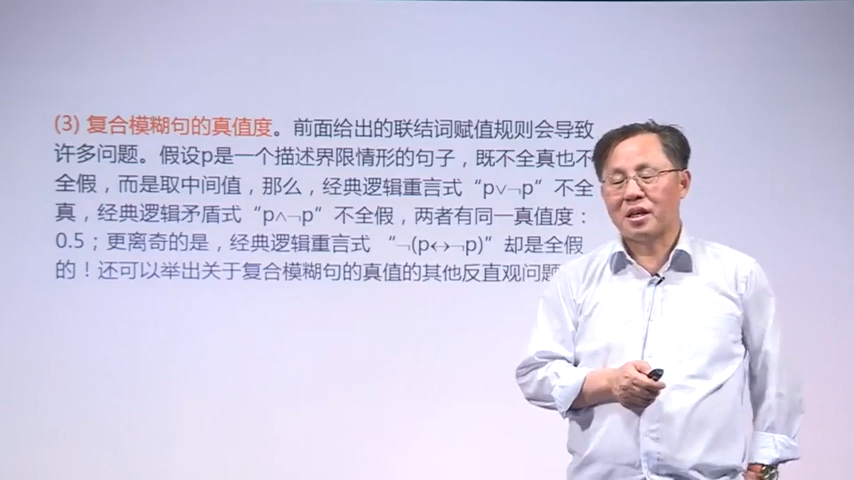 (3) 复合模糊句的真值度。前面给出的联结词赋值规则会导致
许多问题。假设p是一个描述界限情形的句子，既不全真也不
全假，而是取中间值，那么，经典逻辑重言式“p∨¬p”不全
真，经典逻辑矛盾式“p∧¬p”不全假，两者有同一真值度：
0.5；更离奇的是，经典逻辑重言式 “¬(p↔¬p)”却是全假
的！还可以举出关于复合模糊句的真值的其他反直观问题